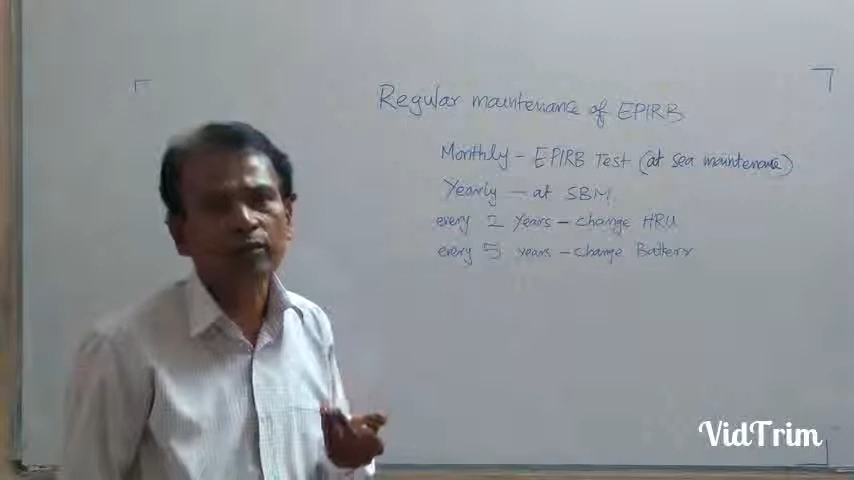 Regular maintenance of EPIRB
Monthly - EPIRB Test (at sea maintenance)
Yearly - at SBM
every 2 years - change HRU
every 5 years - change Battery
VidTrim